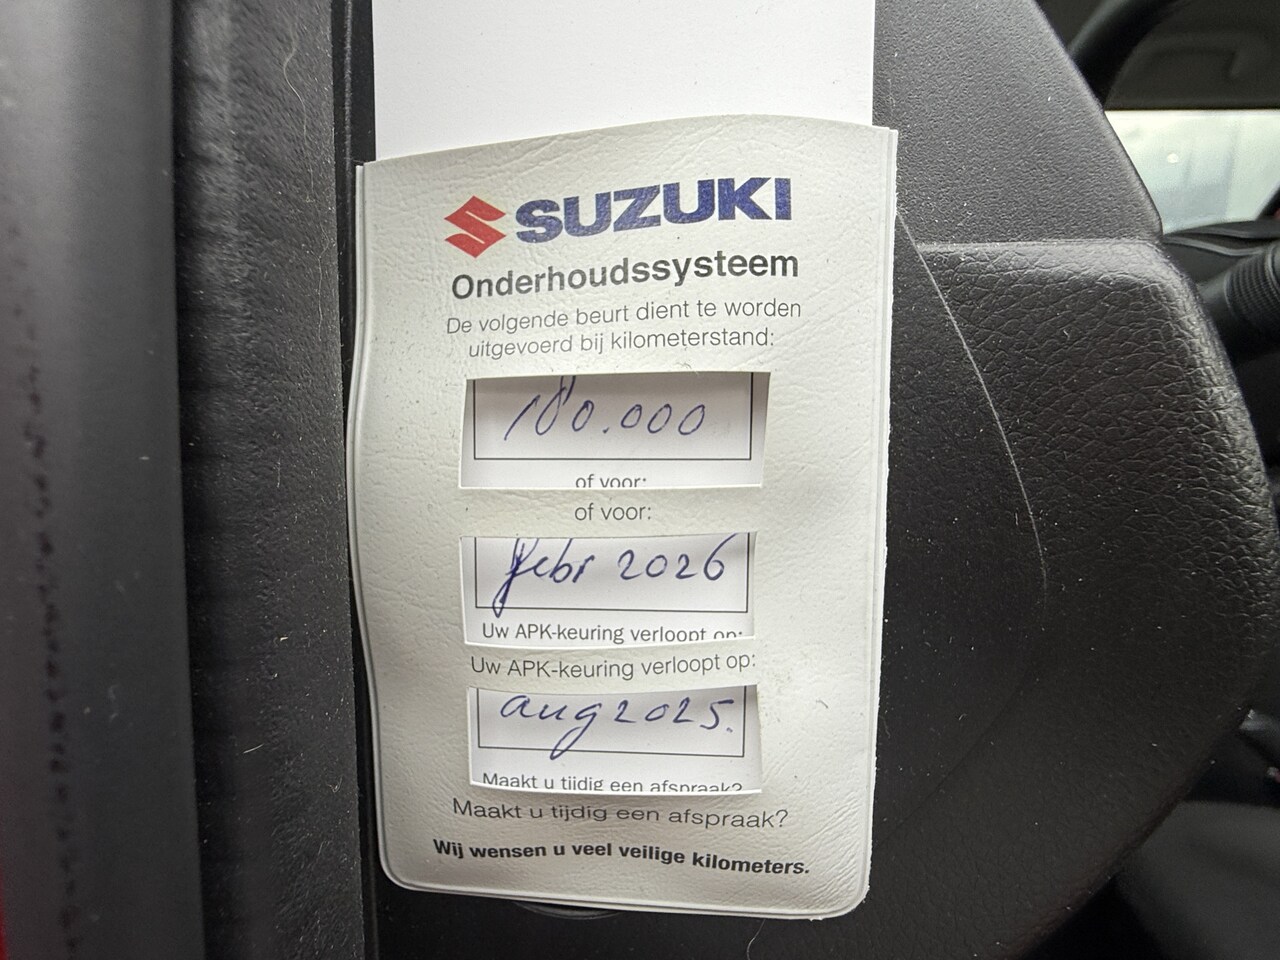 SUZUKI
Onderhoudssysteem
De volgende beurt dient te worden
uitgevoerd bij kilometerstand:
180.000
of voor:
of voor:
febr 2026
Uw APK-keuring verloopt op:
Uw APK-keuring verloopt op:
aug 2025.
Maakt u tijdig een afspraak?
Maakt u tijdig een afspraak?
Wij wensen u veel veilige kilometers.